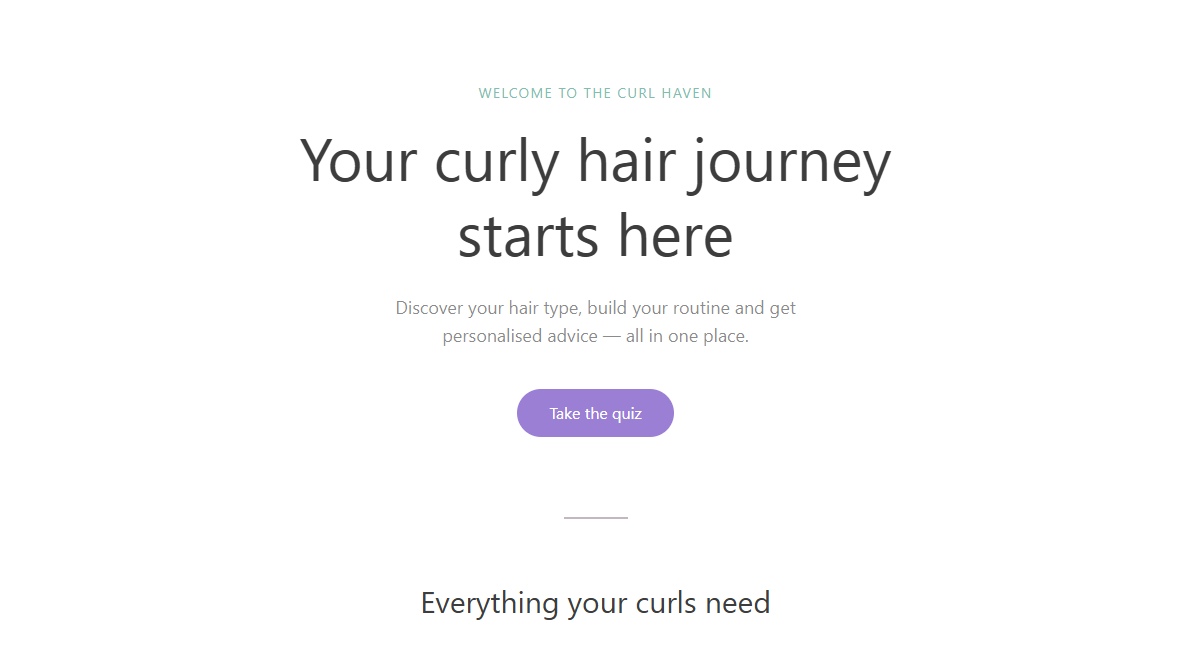 WELCOME TO THE CURL HAVEN
Your curly hair journey
starts here
Discover your hair type, build your routine and get
personalised advice — all in one place.
Take the quiz
Everything your curls need